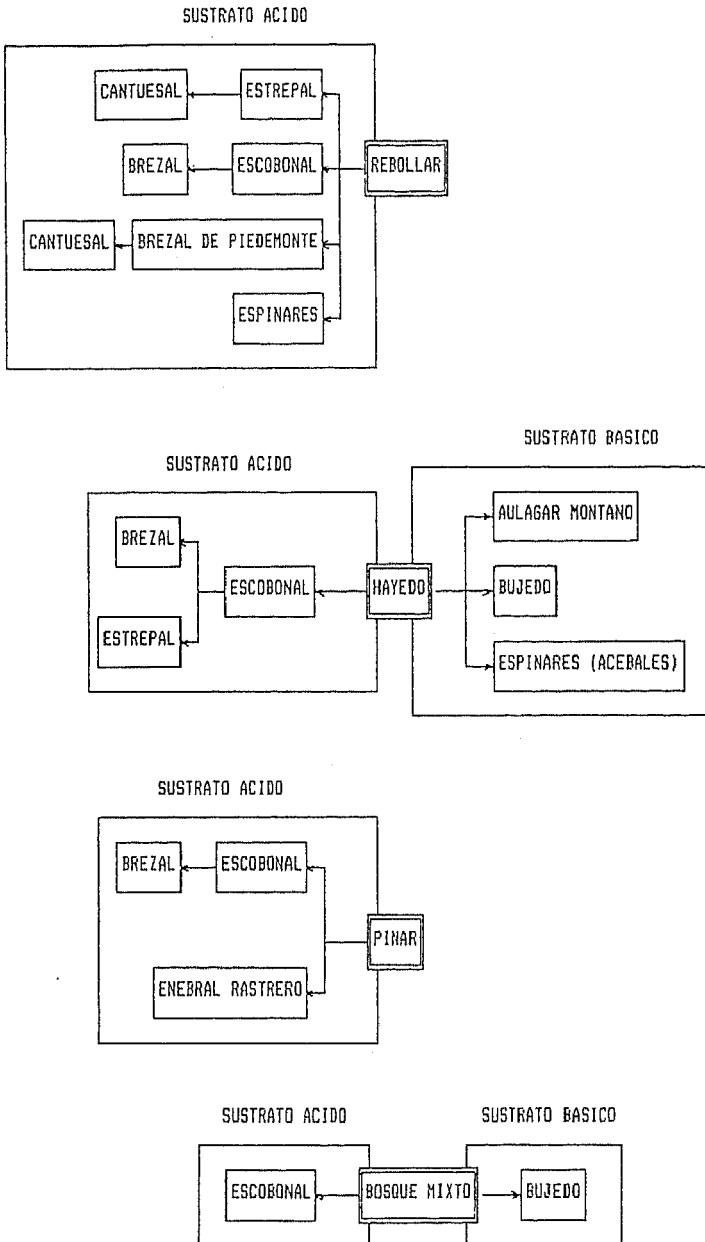 SUSTRATO ACIDO
CANTUESAL
ESTREPAL
BREZAL
ESCOBONAL
REBOLLAR
CANTUESAL
BREZAL DE PIEDEMONTE
ESPINARES
SUSTRATO BASICO
SUSTRATO ACIDO
AULAGAR MONTANO
BREZAL
ESCOBONAL
HAYEDO
BUJEDO
ESTREPAL
ESPINARES (ACEBALES)
SUSTRATO ACIDO
BREZAL
ESCOBONAL
PINAR
ENEBRAL RASTRERO
SUSTRATO ACIDO
SUSTRATO BASICO
ESCOBONAL
BOSQUE MIXTO
BUJEDO